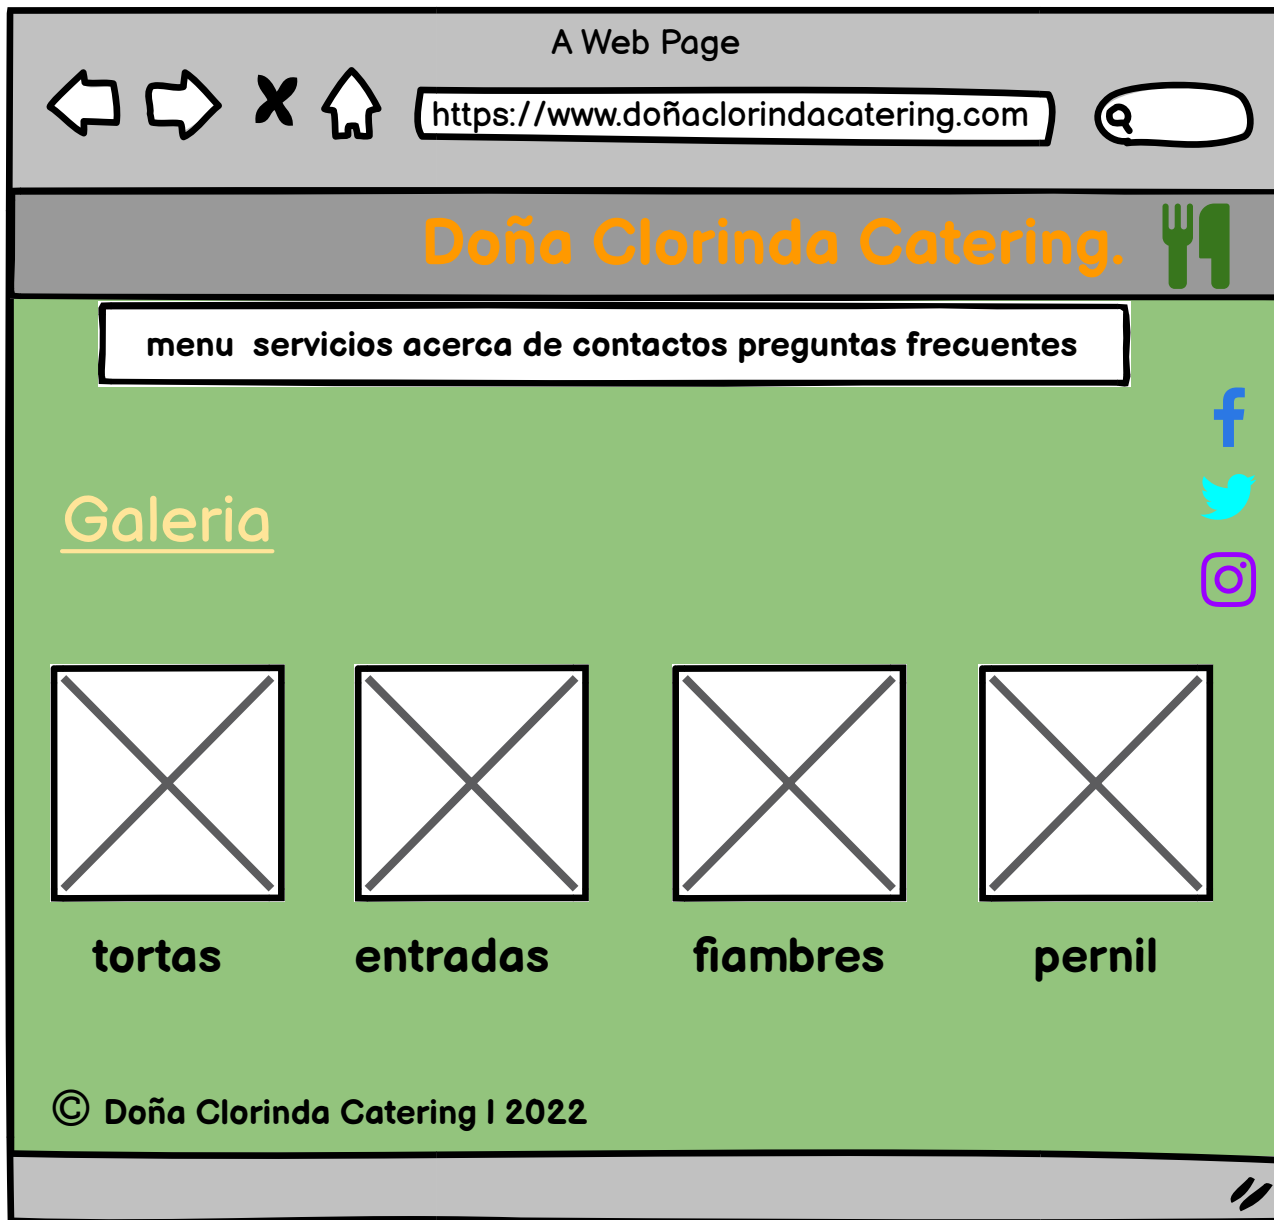 A Web Page
https://www.doñaclorindacatering.com
Doña Clorinda Catering.
menu servicios acerca de contactos preguntas frecuentes
Galeria
tortas entradas fiambres pernil
© Doña Clorinda Catering I 2022